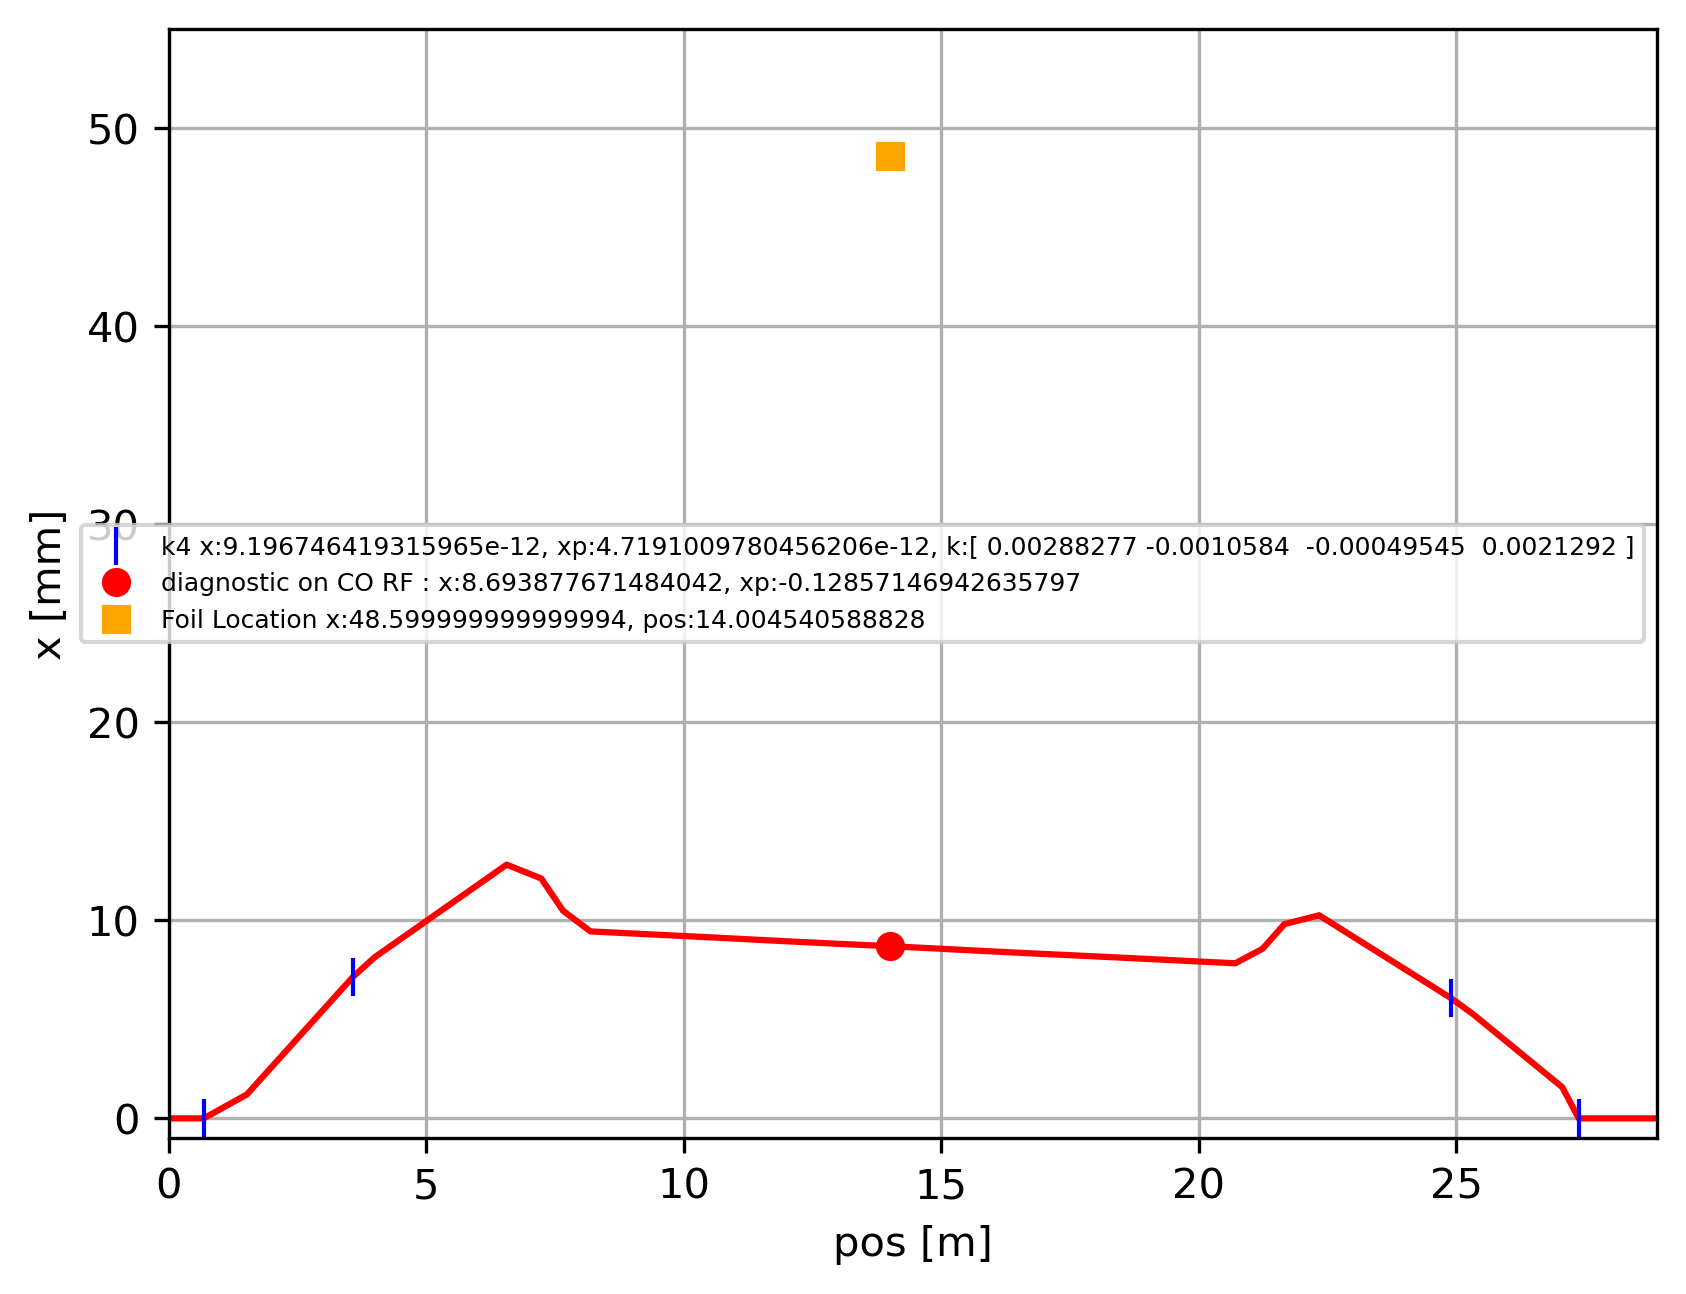 50
40
30
k4 x:9.196746419315965e-12, xp:4.7191009780456206e-12, k:[ 0.00288277 -0.0010584  -0.00049545  0.0021292 ]
diagnostic on CO RF : x:8.693877671484042, xp:-0.12857146942635797
Foil Location x:48.599999999999994, pos:14.004540588828
x [mm]
20
10
0
0 5 10 15 20 25
pos [m]